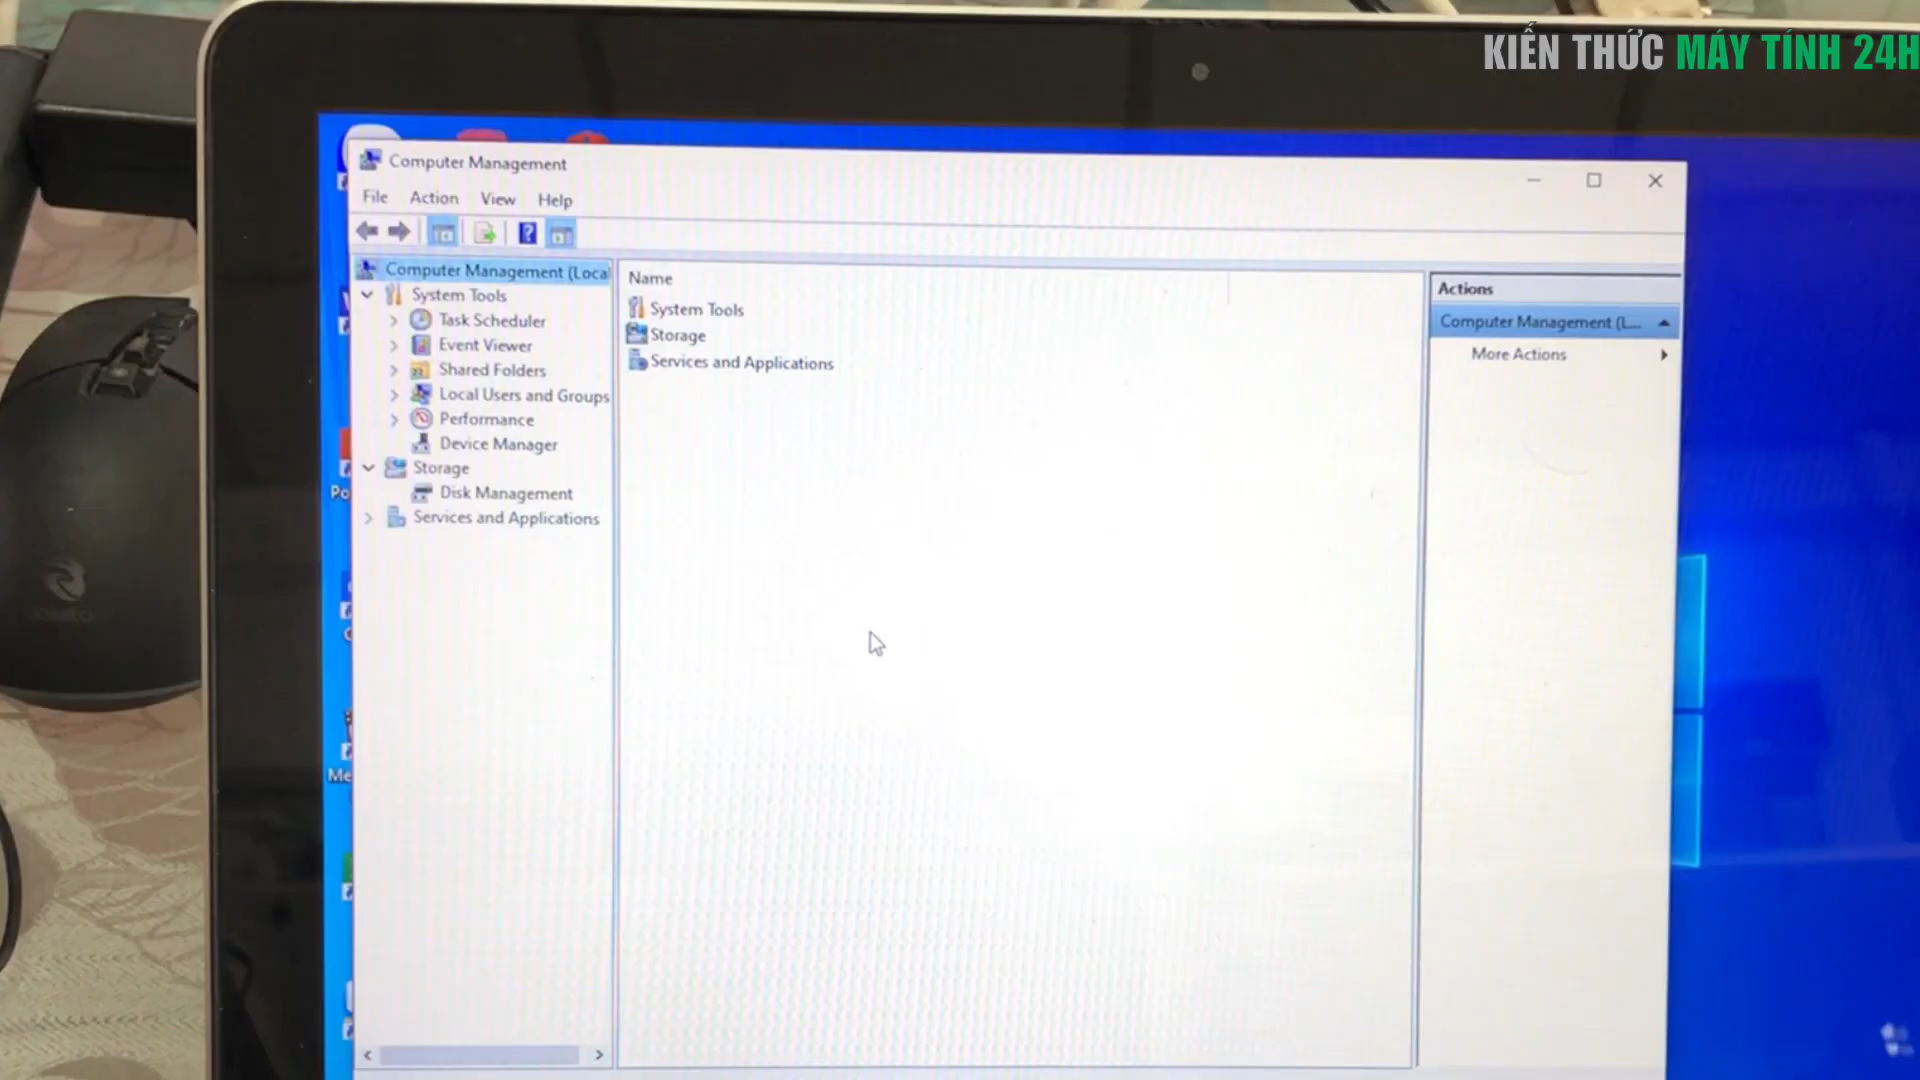 KIẾN THỨC MÁY TÍNH 24H
Computer Management
File Action View Help
Computer Management (Local
System Tools
Task Scheduler
Event Viewer
Shared Folders
Local Users and Groups
Performance
Device Manager
Storage
Disk Management
Services and Applications
Name
System Tools
Storage
Services and Applications
Actions
Computer Management (L...
More Actions
Po
Me